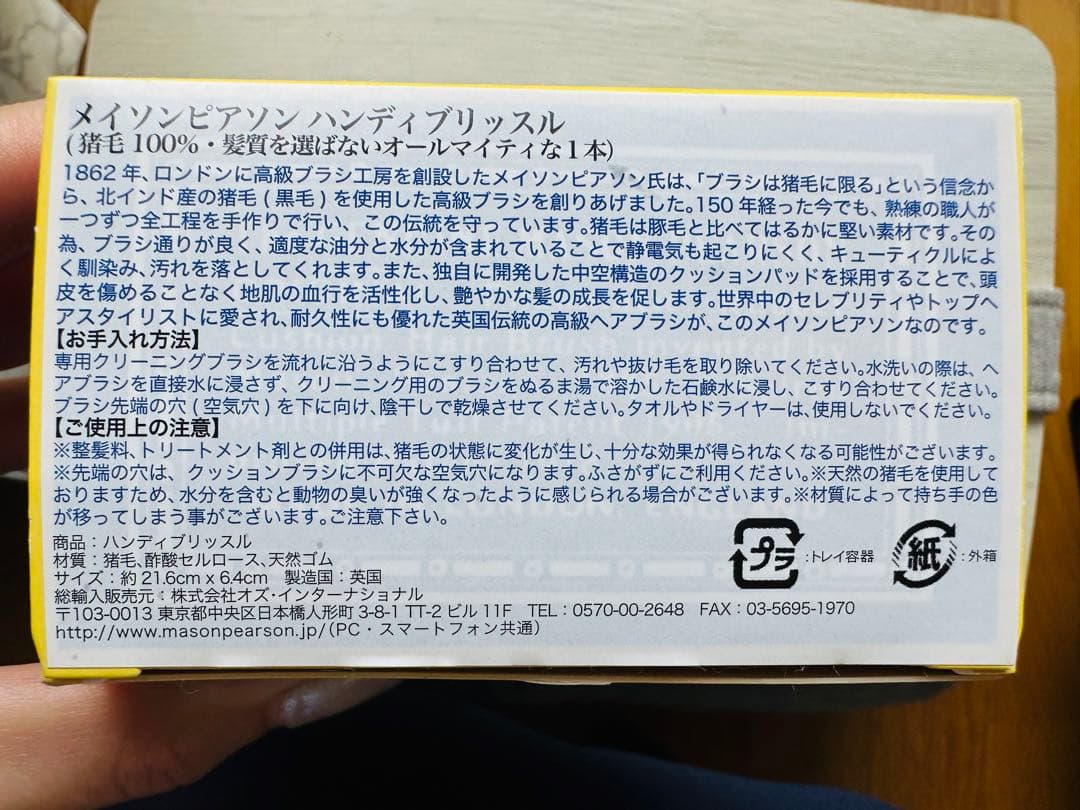 メイソンピアソン ハンディブリッスル
(猪毛 100%・髪質を選ばないオールマイティな1本)
1862 年、ロンドンに高級ブラシ工房を創設したメイソンピアソン氏は、「ブラシは猪毛に限る」という信念か
ら、北インド産の猪毛 (黒毛) を使用した高級ブラシを創りあげました。150 年経った今でも、熟練の職人が
一つずつ全工程を手作りで行い、この伝統を守っています。猪毛は豚毛と比べてはるかに堅い素材です。その
為、ブラシ通りが良く、適度な油分と水分が含まれていることで静電気も起こりにくく、キューティクルによ
く馴染み、汚れを落としてくれます。また、独自に開発した中空構造のクッションパッドを採用することで、頭
皮を傷めることなく地肌の血行を活性化し、艶やかな髪の成長を促します。世界中のセレブリティやトップヘ
アスタイリストに愛され、耐久性にも優れた英国伝統の高級ヘアブラシが、このメイソンピアソンなのです。
【お手入れ方法】
専用クリーニングブラシを流れに沿うようにこすり合わせて、汚れや抜け毛を取り除いてください。水洗いの際は、ヘ
アブラシを直接水に浸さず、クリーニング用のブラシをぬるま湯で溶かした石鹸水に浸し、こすり合わせてください。
ブラシ先端の穴 (空気穴) を下に向け、陰干しで乾燥させてください。タオルやドライヤーは、使用しないでください。
【ご使用上の注意】
※整髪料、トリートメント剤との併用は、猪毛の状態に変化が生じ、十分な効果が得られなくなる可能性がございます。
※先端の穴は、クッションブラシに不可欠な空気穴になります。ふさがずにご利用ください。※天然の猪毛を使用して
おりますため、水分を含むと動物の臭いが強くなったように感じられる場合がございます。※材質によって持ち手の色
が移ってしまう事がございます。ご注意下さい。
商品：ハンディブリッスル
材質：猪毛、酢酸セルロース、天然ゴム
サイズ：約 21.6cm x 6.4cm 製造国：英国
総輸入販売元：株式会社オズ・インターナショナル
〒103-0013 東京都中央区日本橋人形町 3-8-1 TT-2 ビル 11F TEL：0570-00-2648 FAX：03-5695-1970
http://www.masonpearson.jp/（PC・スマートフォン共通）
プラ：トレイ容器
紙：外箱